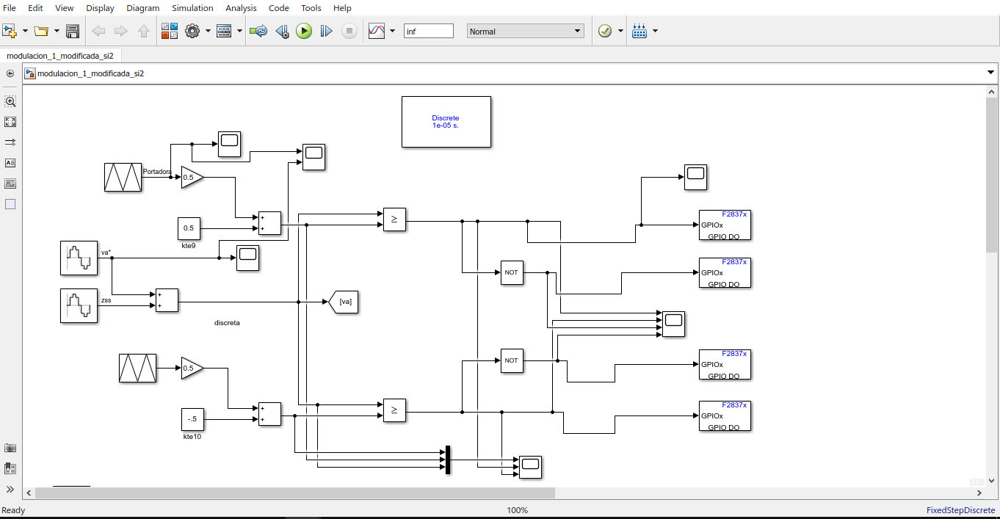 File Edit View Display Diagram Simulation Analysis Code Tools Help
inf
Normal
modulacion_1_modificada_si2
modulacion_1_modificada_si2
Discrete
1e-05 s.
Portadora
0.5
0.5
kte9
va*
zss
+
+
+
+
≥
NOT
[va]
discreta
F2837x
GPIOx
GPIO DO
F2837x
GPIOx
GPIO DO
0.5
-.5
kte10
+
+
≥
NOT
F2837x
GPIOx
GPIO DO
F2837x
GPIOx
GPIO DO
Ready
100%
FixedStepDiscrete